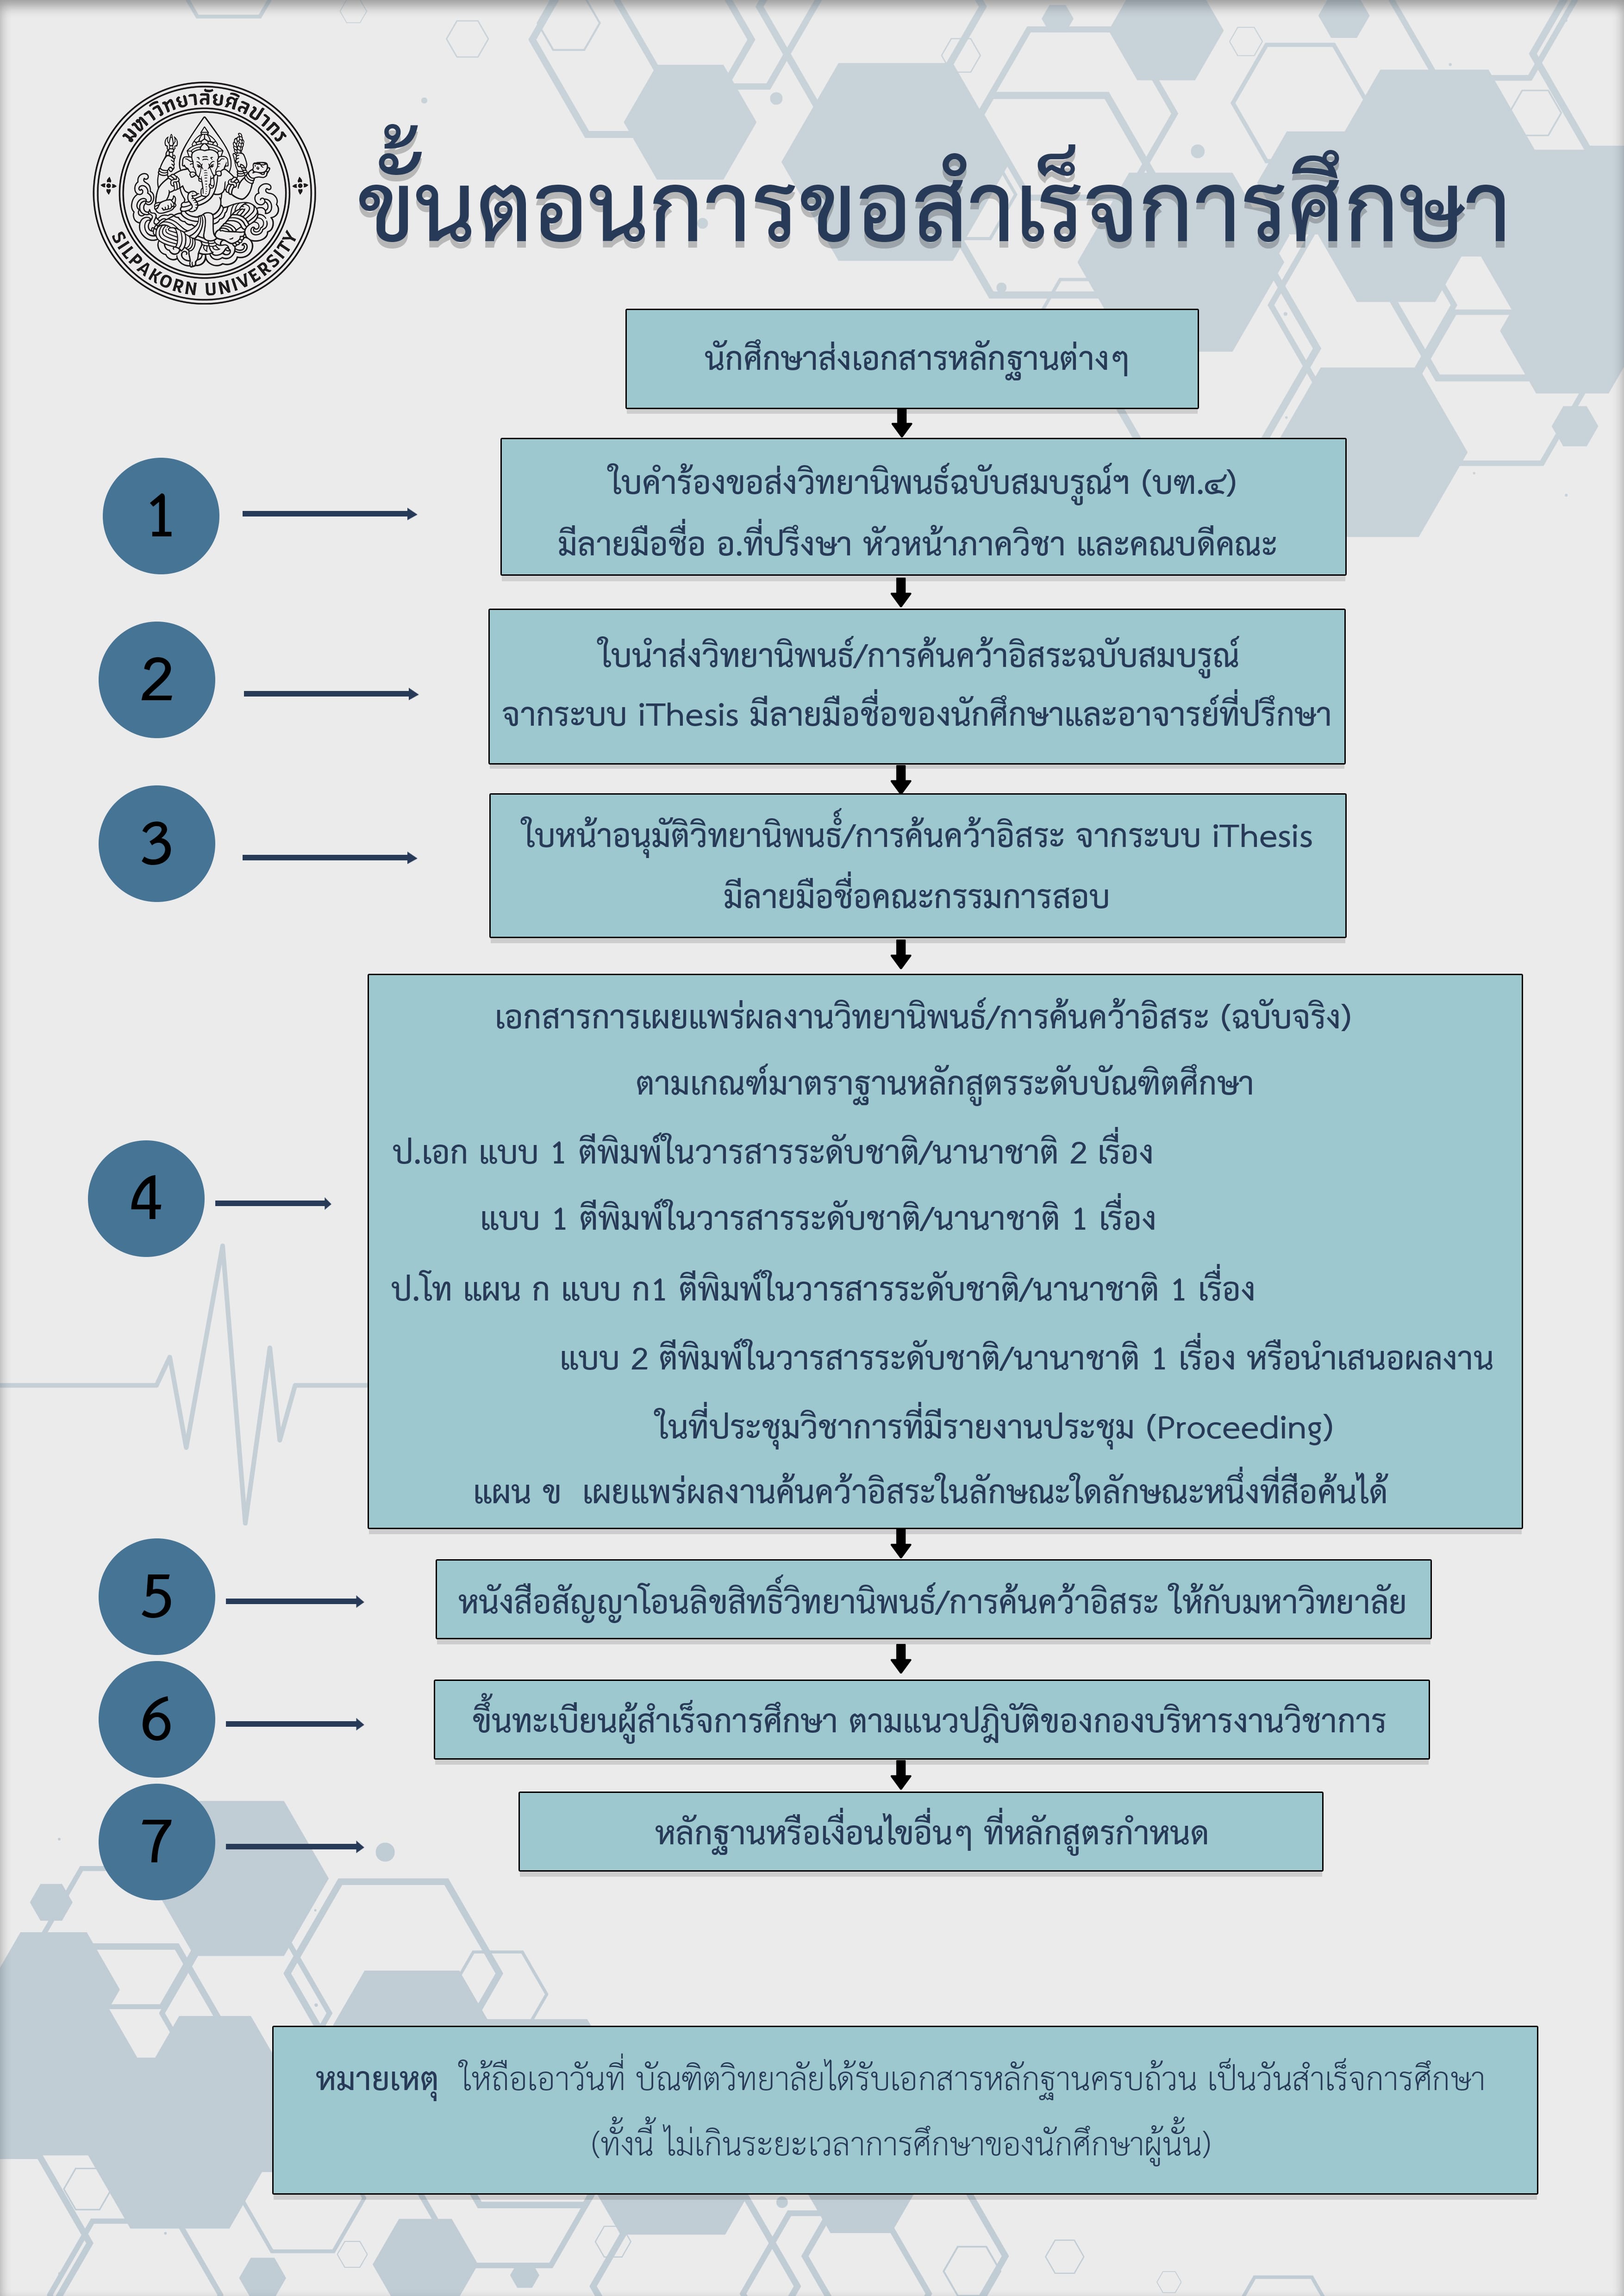 มหาวิทยาลัยศิลปากร
SILPAKORN UNIVERSITY
ขั้นตอนการขอสำเร็จการศึกษา
นักศึกษาส่งเอกสารหลักฐานต่างๆ
1
ใบคำร้องขอส่งวิทยานิพนธ์ฉบับสมบรูณ์ฯ (บฑ.๔)
มีลายมือชื่อ อ.ที่ปรึงษา หัวหน้าภาควิชา และคณบดีคณะ
2
ใบนำส่งวิทยานิพนธ์/การค้นคว้าอิสระฉบับสมบรูณ์
จากระบบ iThesis มีลายมือชื่อของนักศึกษาและอาจารย์ที่ปรึกษา
3
ใบหน้าอนุมัติวิทยานิพนธ์/การค้นคว้าอิสระ จากระบบ iThesis
มีลายมือชื่อคณะกรรมการสอบ
4
เอกสารการเผยแพร่ผลงานวิทยานิพนธ์/การค้นคว้าอิสระ (ฉบับจริง)
ตามเกณฑ์มาตราฐานหลักสูตรระดับบัณฑิตศึกษา
ป.เอก แบบ 1 ตีพิมพ์ในวารสารระดับชาติ/นานาชาติ 2 เรื่อง
แบบ 1 ตีพิมพ์ในวารสารระดับชาติ/นานาชาติ 1 เรื่อง
ป.โท แผน ก แบบ ก1 ตีพิมพ์ในวารสารระดับชาติ/นานาชาติ 1 เรื่อง
แบบ 2 ตีพิมพ์ในวารสารระดับชาติ/นานาชาติ 1 เรื่อง หรือนำเสนอผลงาน
ในที่ประชุมวิชาการที่มีรายงานประชุม (Proceeding)
แผน ข เผยแพร่ผลงานค้นคว้าอิสระในลักษณะใดลักษณะหนึ่งที่สือค้นได้
5
หนังสือสัญญาโอนลิขสิทธิ์วิทยานิพนธ์/การค้นคว้าอิสระ ให้กับมหาวิทยาลัย
6
ขึ้นทะเบียนผู้สำเร็จการศึกษา ตามแนวปฎิบัติของกองบริหารงานวิชาการ
7
หลักฐานหรือเงื่อนไขอื่นๆ ที่หลักสูตรกำหนด
หมายเหตุ ให้ถือเอาวันที่ บัณฑิตวิทยาลัยได้รับเอกสารหลักฐานครบถ้วน เป็นวันสำเร็จการศึกษา
(ทั้งนี้ ไม่เกินระยะเวลาการศึกษาของนักศึกษาผู้นั้น)